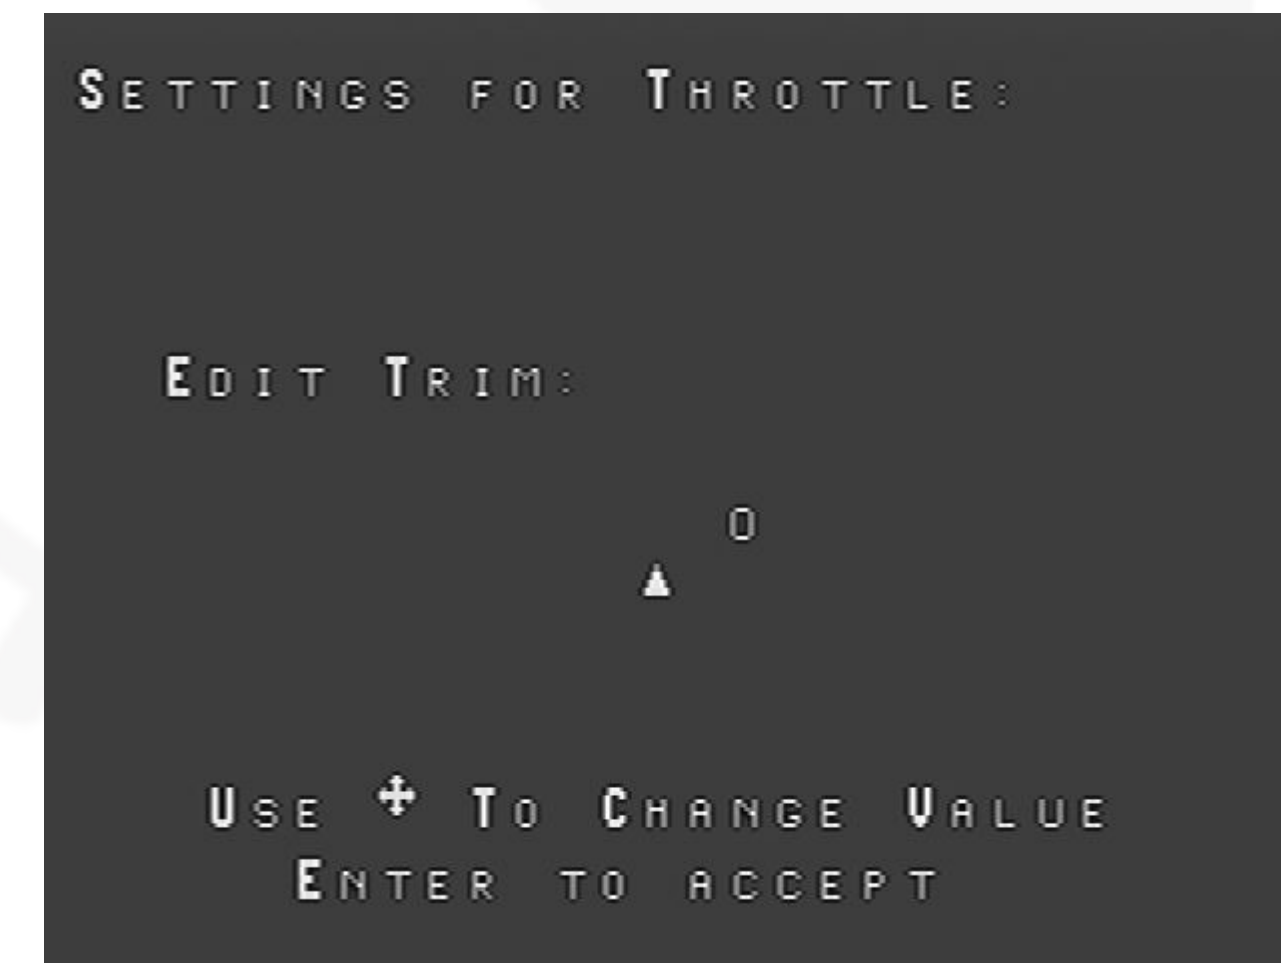 Settings for Throttle:
Edit Trim:
0
Use To Change Value
Enter to accept